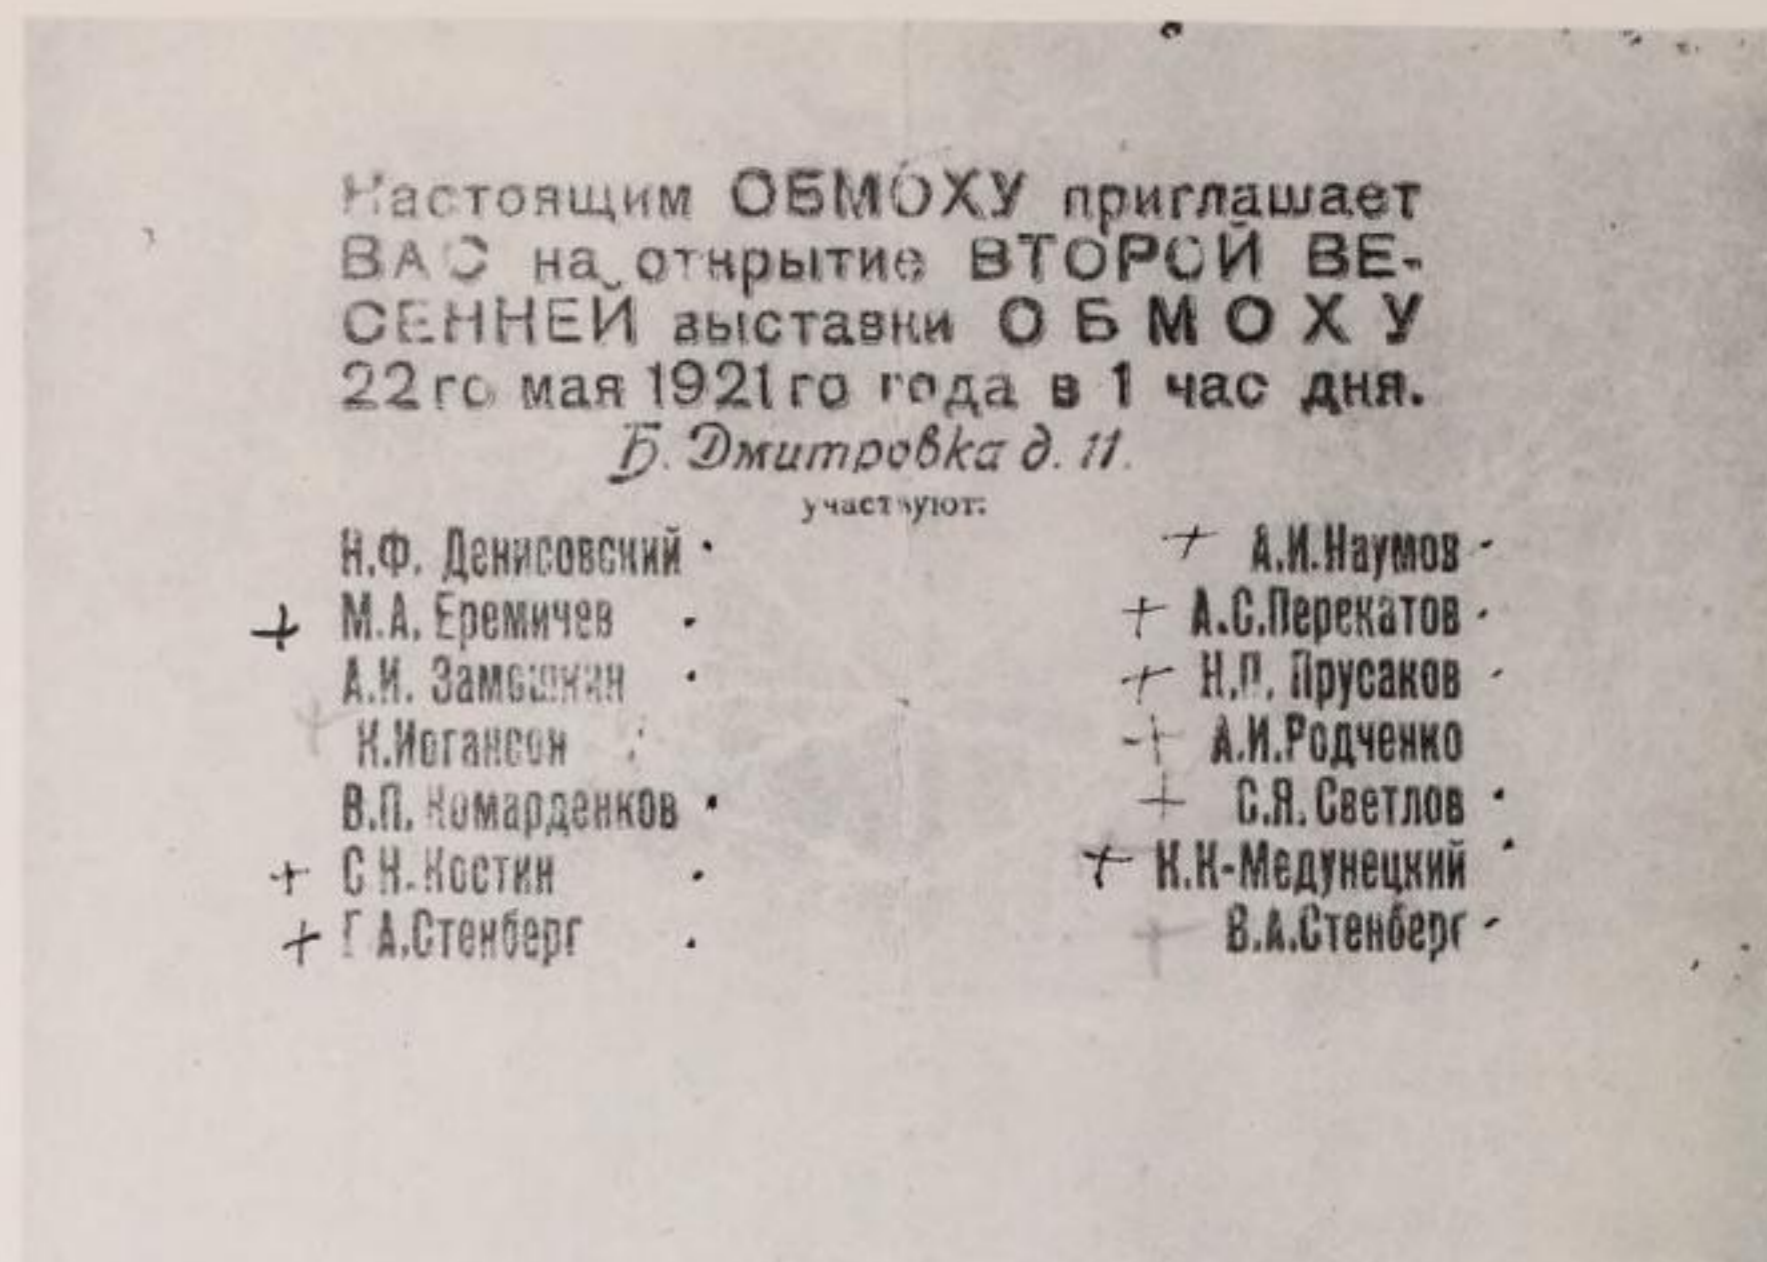 Настоящим ОБМОХУ приглашает
ВАС на открытие ВТОРОЙ ВЕ-
СЕННЕЙ выставки ОБМОХУ
22го мая 1921го года в 1 час дня.
Б. Дмитровка д. 11.
участвуют:
Н.Ф. Денисовский
М.А. Еремичев
А.И. Замошкин
К.Иогансон
В.П. Комарденков
С Н.Костин
Г А.Стенберг
А.И.Наумов
А.С.Перекатов
Н.П. Прусаков
А.И.Родченко
С.Я.Светлов
К.К-Медунецкий
В.А.Стенберг